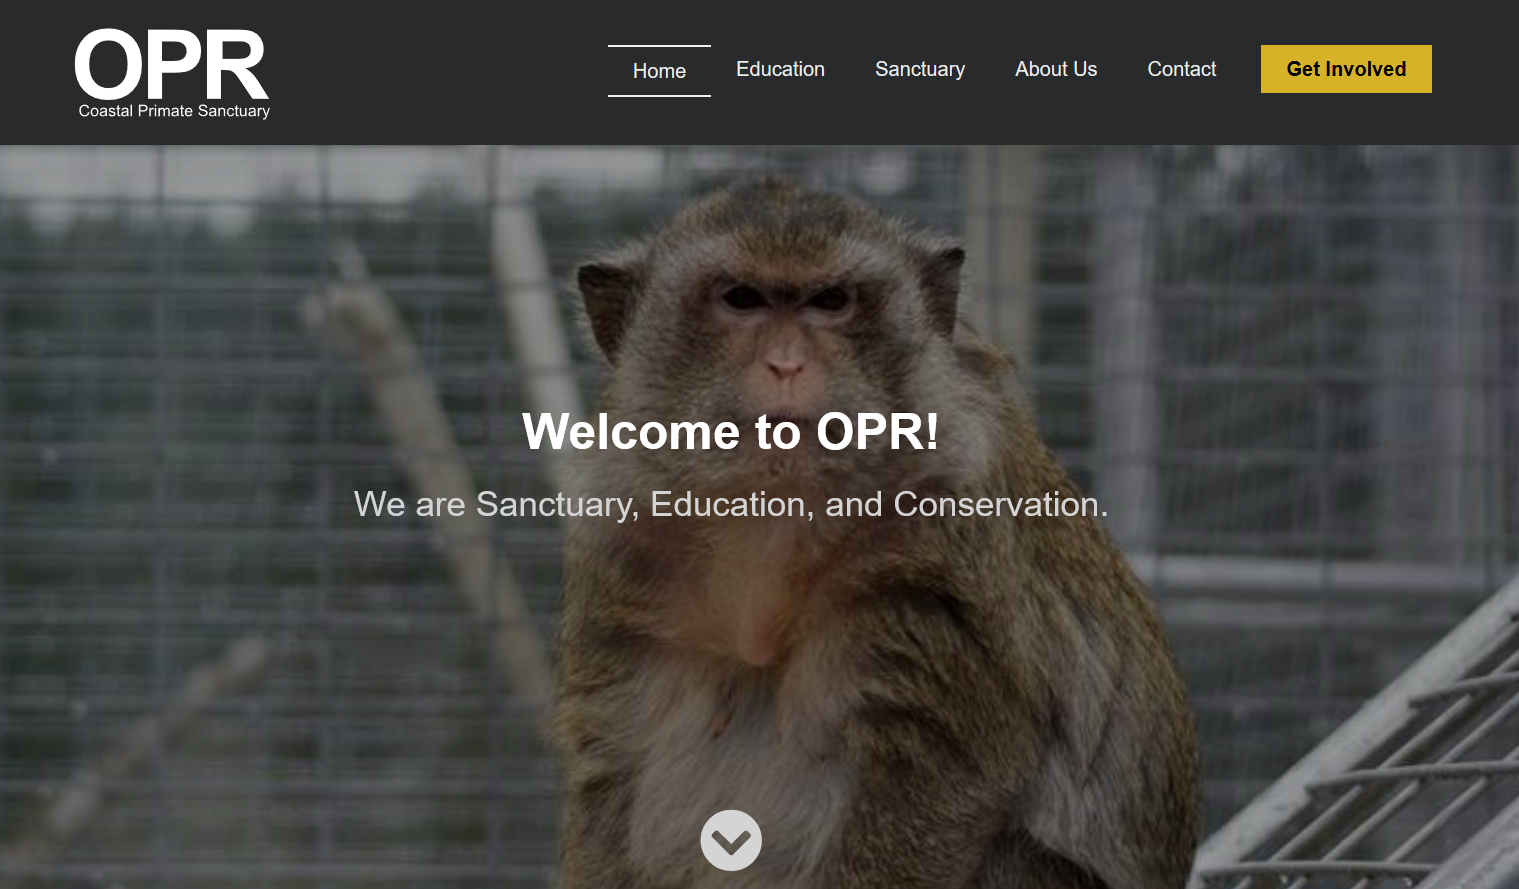 OPR
Coastal Primate Sanctuary
Home
Education
Sanctuary
About Us
Contact
Get Involved
Welcome to OPR!
We are Sanctuary, Education, and Conservation.